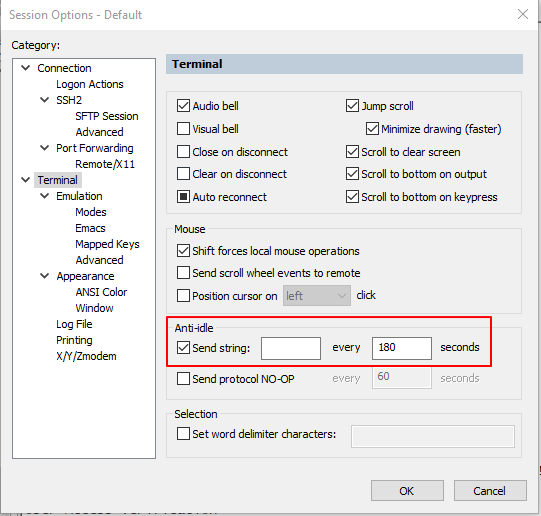 Session Options - Default
Category:
Connection
Logon Actions
SSH2
SFTP Session
Advanced
Port Forwarding
Remote/X11
Terminal
Emulation
Modes
Emacs
Mapped Keys
Advanced
Appearance
ANSI Color
Window
Log File
Printing
X/Y/Zmodem
Terminal
Audio bell
Jump scroll
Visual bell
Minimize drawing (faster)
Close on disconnect
Scroll to clear screen
Clear on disconnect
Scroll to bottom on output
Auto reconnect
Scroll to bottom on keypress
Mouse
Shift forces local mouse operations
Send scroll wheel events to remote
Position cursor on left click
Anti-idle
Send string: every 180 seconds
Send protocol NO-OP every 60 seconds
Selection
Set word delimiter characters:
OK Cancel